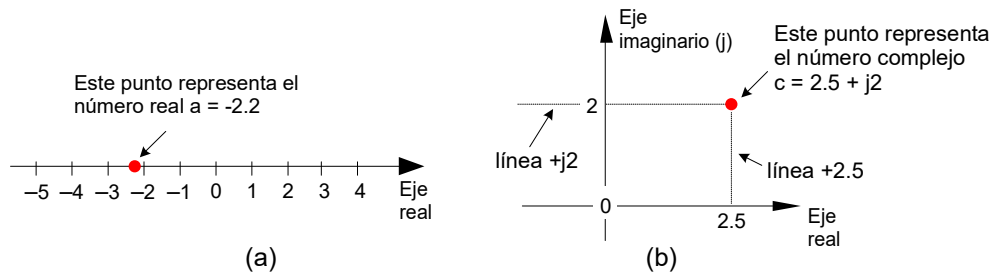 Este punto representa el
número real a = -2.2
–5 –4 –3 –2 –1 0 1 2 3 4
Eje
real
(a)
Eje
imaginario (j)
Este punto representa
el número complejo
c = 2.5 + j2
2
línea +j2
línea +2.5
0
2.5
Eje
real
(b)